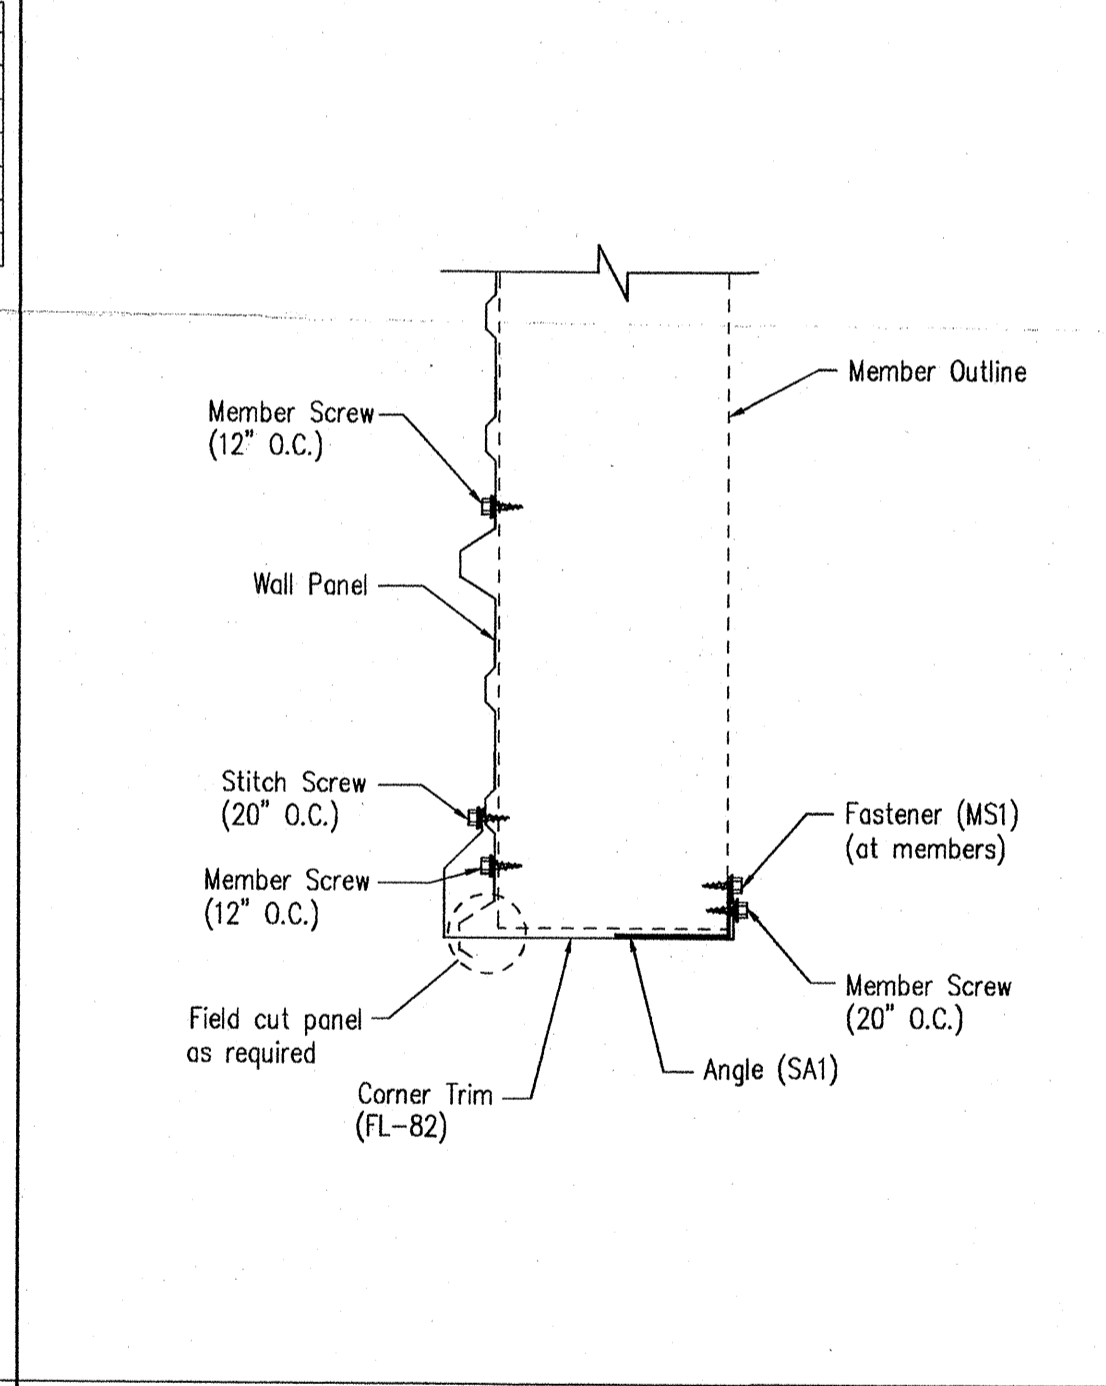 Member Outline
Member Screw
(12" O.C.)
Wall Panel
Stitch Screw
(20" O.C.)
Fastener (MS1)
(at members)
Member Screw
(12" O.C.)
Member Screw
(20" O.C.)
Field cut panel
as required
Angle (SA1)
Corner Trim
(FL-82)